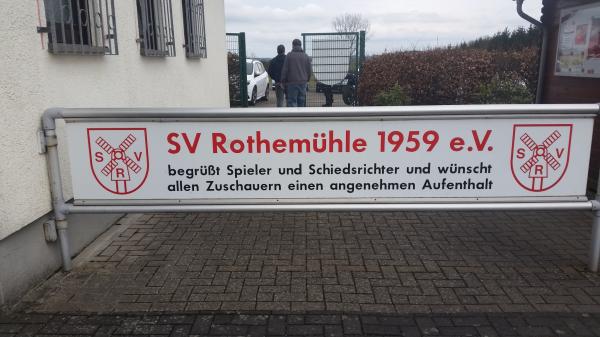 SV Rothemühle 1959 e.V.
begrüßt Spieler und Schiedsrichter und wünscht
allen Zuschauern einen angenehmen Aufenthalt
S V
R
S V
R